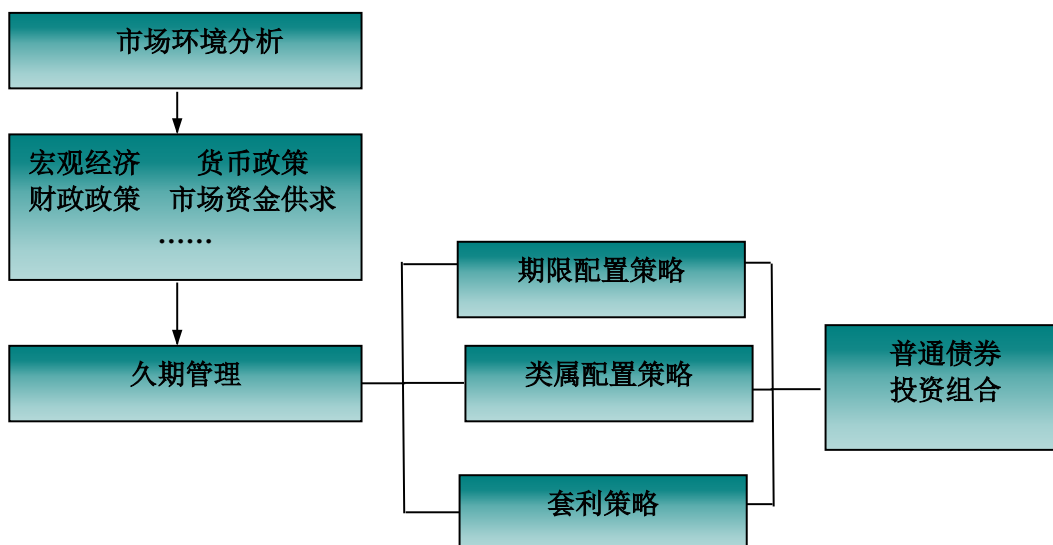 市场环境分析
宏观经济 货币政策
财政政策 市场资金供求
……
久期管理
期限配置策略
类属配置策略
套利策略
普通债券
投资组合